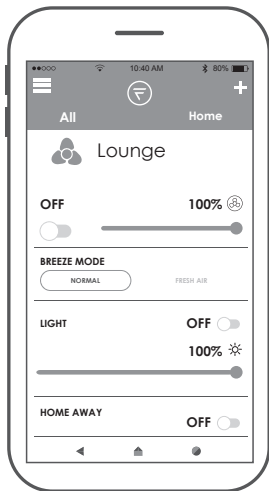 10:40 AM 80%
All Home
Lounge
OFF 100%
BREEZE MODE
NORMAL FRESH AIR
LIGHT OFF
100%
HOME AWAY
OFF